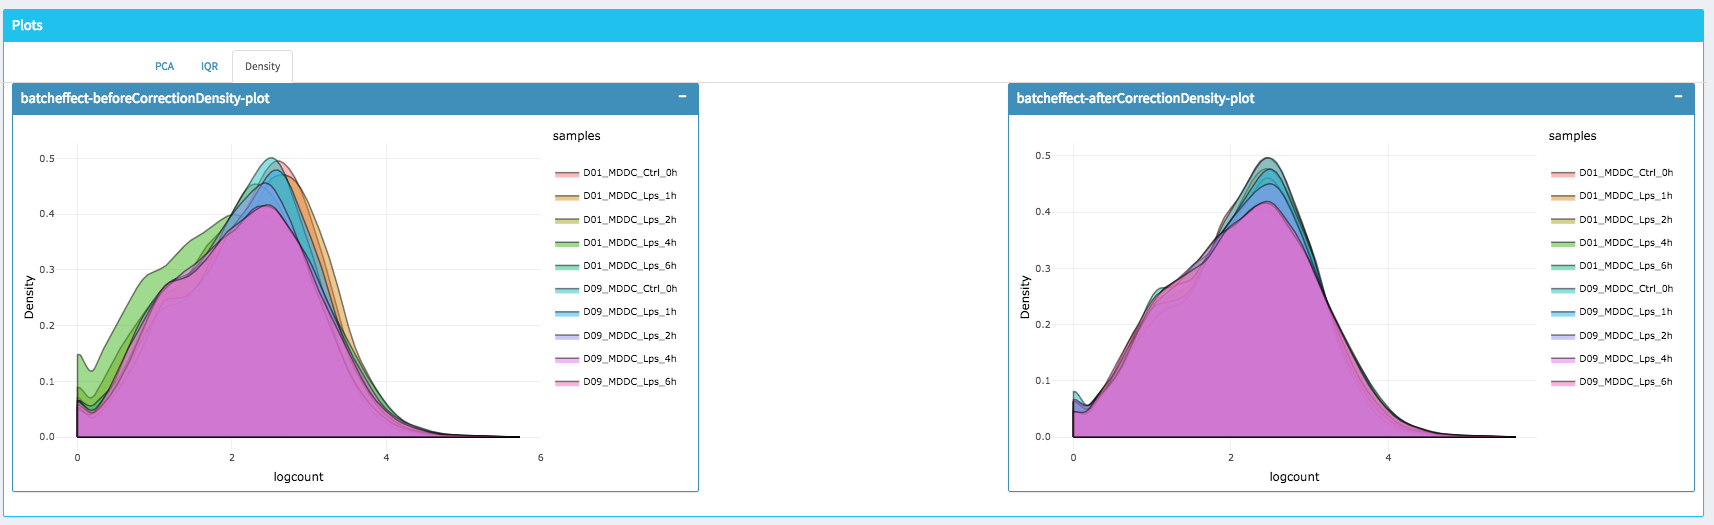 Plots
PCA
IQR
Density
batcheffect-beforeCorrectionDensity-plot
samples
D01_MDDC_Ctrl_0h
D01_MDDC_Lps_1h
D01_MDDC_Lps_2h
D01_MDDC_Lps_4h
D01_MDDC_Lps_6h
D09_MDDC_Ctrl_0h
D09_MDDC_Lps_1h
D09_MDDC_Lps_2h
D09_MDDC_Lps_4h
D09_MDDC_Lps_6h
0.5
0.4
0.3
0.2
0.1
0.0
Density
0
2
4
6
logcount
batcheffect-afterCorrectionDensity-plot
samples
D01_MDDC_Ctrl_0h
D01_MDDC_Lps_1h
D01_MDDC_Lps_2h
D01_MDDC_Lps_4h
D01_MDDC_Lps_6h
D09_MDDC_Ctrl_0h
D09_MDDC_Lps_1h
D09_MDDC_Lps_2h
D09_MDDC_Lps_4h
D09_MDDC_Lps_6h
0.5
0.4
0.3
0.2
0.1
0.0
Density
0
2
4
logcount